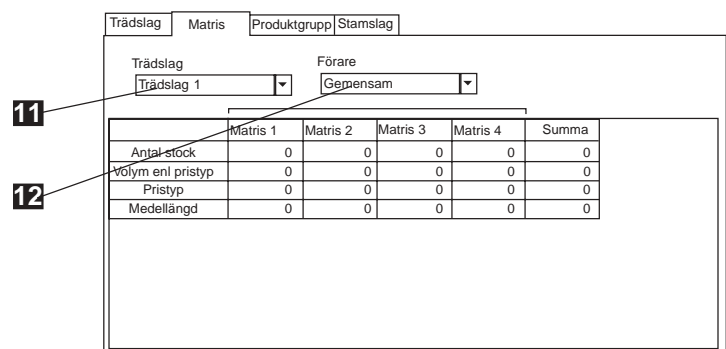 Trädslag Matris Produktgrupp Stamslag
Trädslag Förare
Trädslag 1 Gemensam
11
Matris 1 Matris 2 Matris 3 Matris 4 Summa
Antal stock 0 0 0 0 0
Volym enl pristyp 0 0 0 0 0
12
Pristyp 0 0 0 0 0
Medellängd 0 0 0 0 0